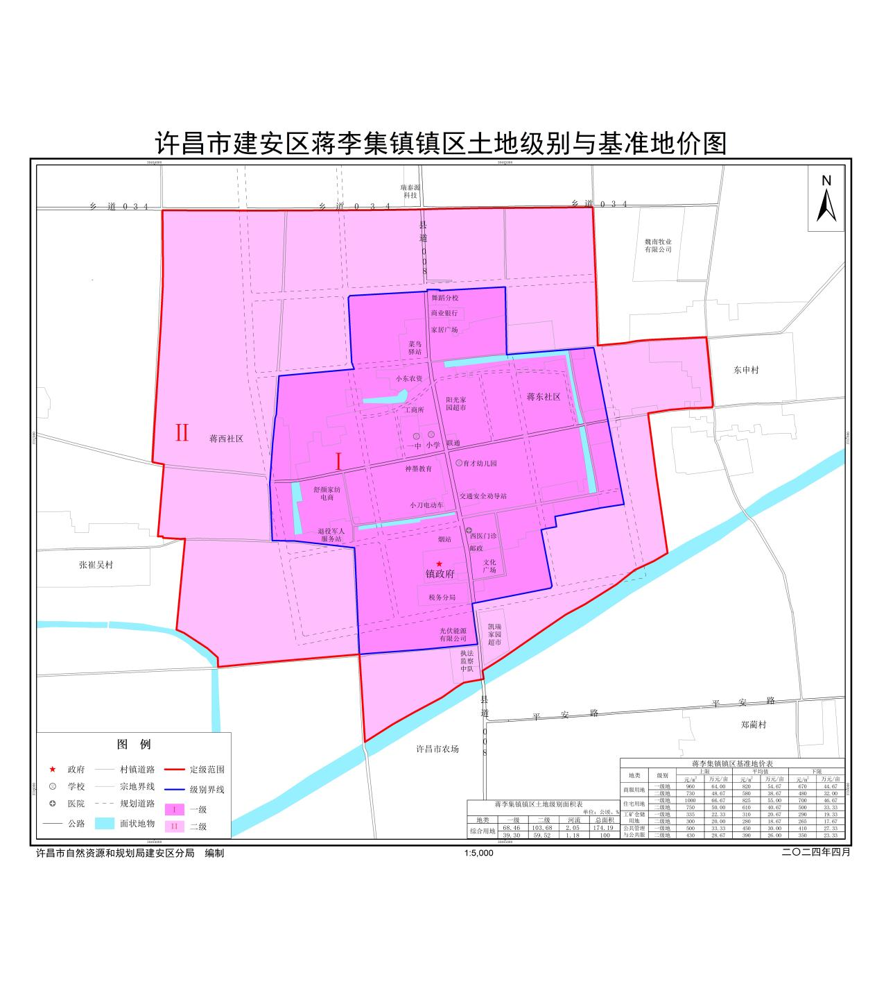 许昌市建安区蒋李集镇镇区土地级别与基准地价图
38484000
38485000
瑞泰源
科技
N
乡道034
乡道034
乡道034
县道008
魏南牧业
有限公司
舞蹈分校
商业银行
家居广场
菜鸟
驿站
东申村
小东农资
阳光家
园超市
蒋东社区
工商所
II
蒋西社区
一中
小学
联通
I
神墨教育
育才幼儿园
舒颜家纺
电商
交通安全劝导站
小刀电动车
退役军人
服务站
烟站
西医门诊
邮政
张崔吴村
镇政府
文化
广场
税务分局
光伏能源
有限公司
凯瑞
家园
超市
执法
监察
中队
县道008
平安路
平安路
郑蔺村
许昌市农场
图 例
政府 村镇道路 定级范围
学校 宗地界线 级别界线
医院 规划道路 I 一级
公路 面状地物 II 二级
蒋李集镇镇区土地级别面积表
单位：公顷、%
地类 一级 二级 河流 总面积
综合用地 68.46 103.68 2.05 174.19
39.30 59.52 1.18 100
蒋李集镇镇区基准地价表
地类 级别 上限 平均值 下限
元/m² 万元/亩 元/m² 万元/亩 元/m² 万元/亩
商服用地 一级地 960 64.00 820 54.67 670 44.67
二级地 730 48.67 580 38.67 480 32.00
住宅用地 一级地 1000 66.67 825 55.00 700 46.67
二级地 750 50.00 610 40.67 500 33.33
工矿仓储用地 一级地 335 22.33 310 20.67 290 19.33
二级地 300 20.00 280 18.67 265 17.67
公共管理与公共服 一级地 500 33.33 450 30.00 410 27.33
二级地 430 28.67 390 26.00 350 23.33
38484000
38485000
许昌市自然资源和规划局建安区分局 编制
1:5,000
二〇二四年四月